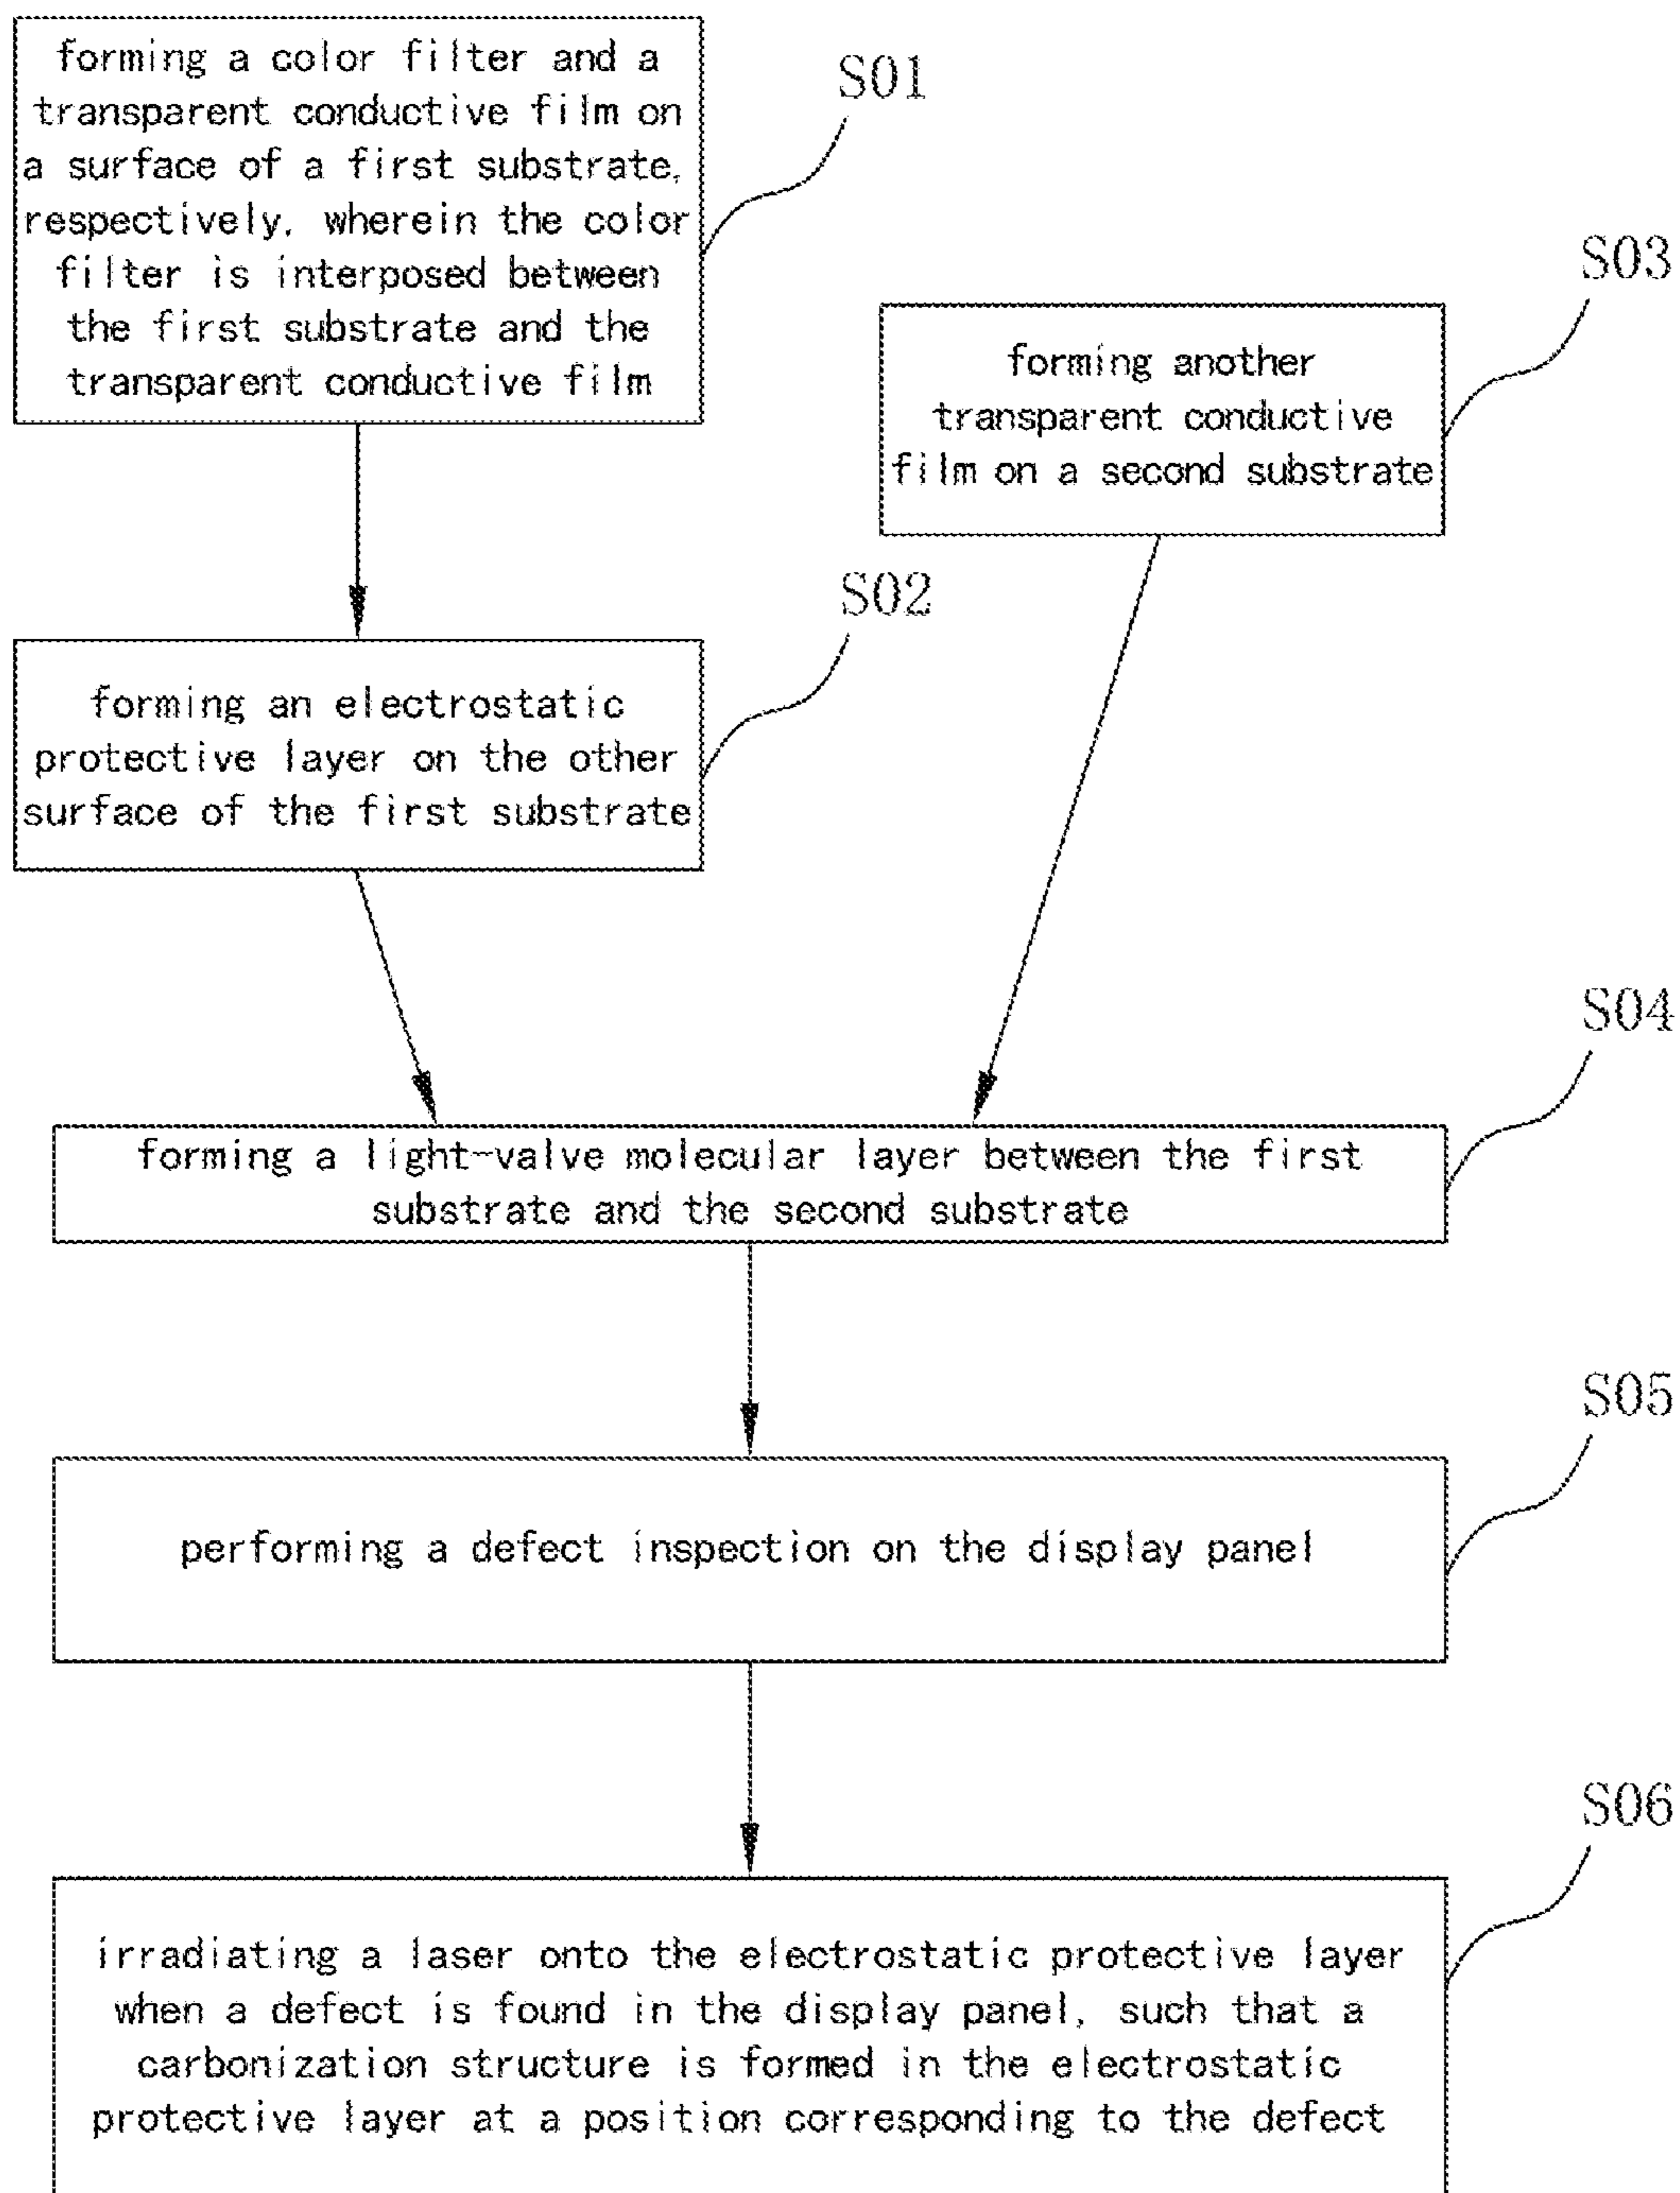 forming a color filter and a
transparent conductive film on
a surface of a first substrate,
respectively, wherein the color
filter is interposed between
the first substrate and the
transparent conductive film
S01
S03
forming another
transparent conductive
film on a second substrate
S02
forming an electrostatic
protective layer on the other
surface of the first substrate
S04
forming a light-valve molecular layer between the first
substrate and the second substrate
S05
performing a defect inspection on the display panel
S06
irradiating a laser onto the electrostatic protective layer
when a defect is found in the display panel, such that a
carbonization structure is formed in the electrostatic
protective layer at a position corresponding to the defect